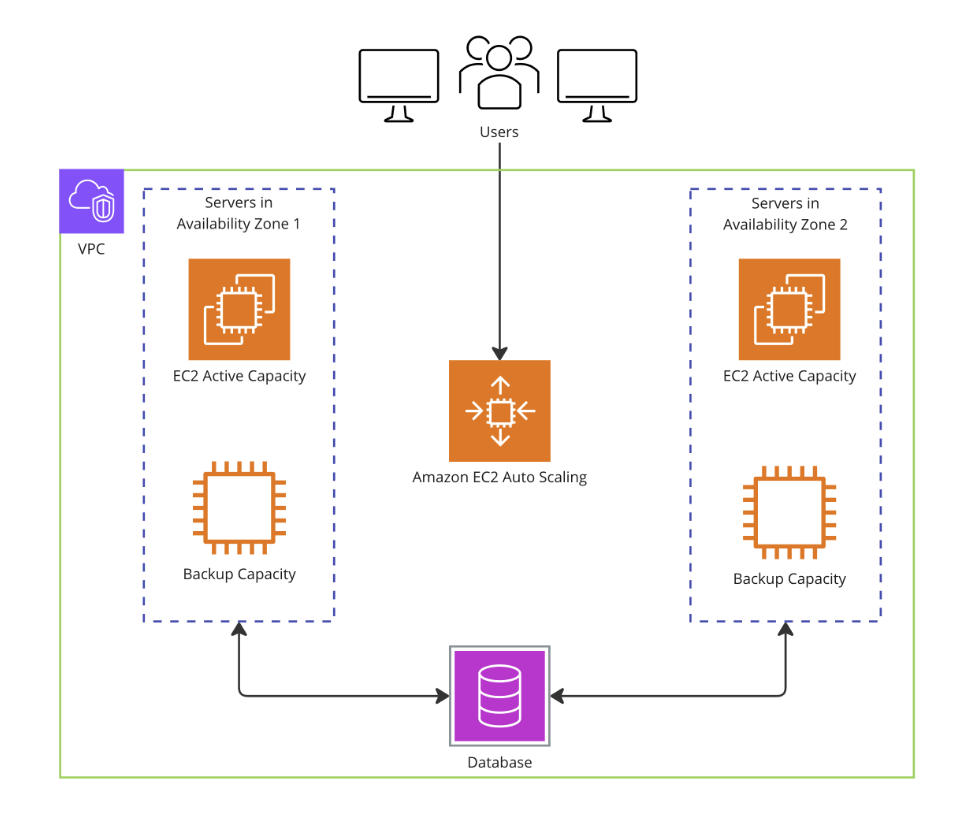 Users
VPC
Servers in
Availability Zone 1
EC2 Active Capacity
Backup Capacity
Amazon EC2 Auto Scaling
Servers in
Availability Zone 2
EC2 Active Capacity
Backup Capacity
Database